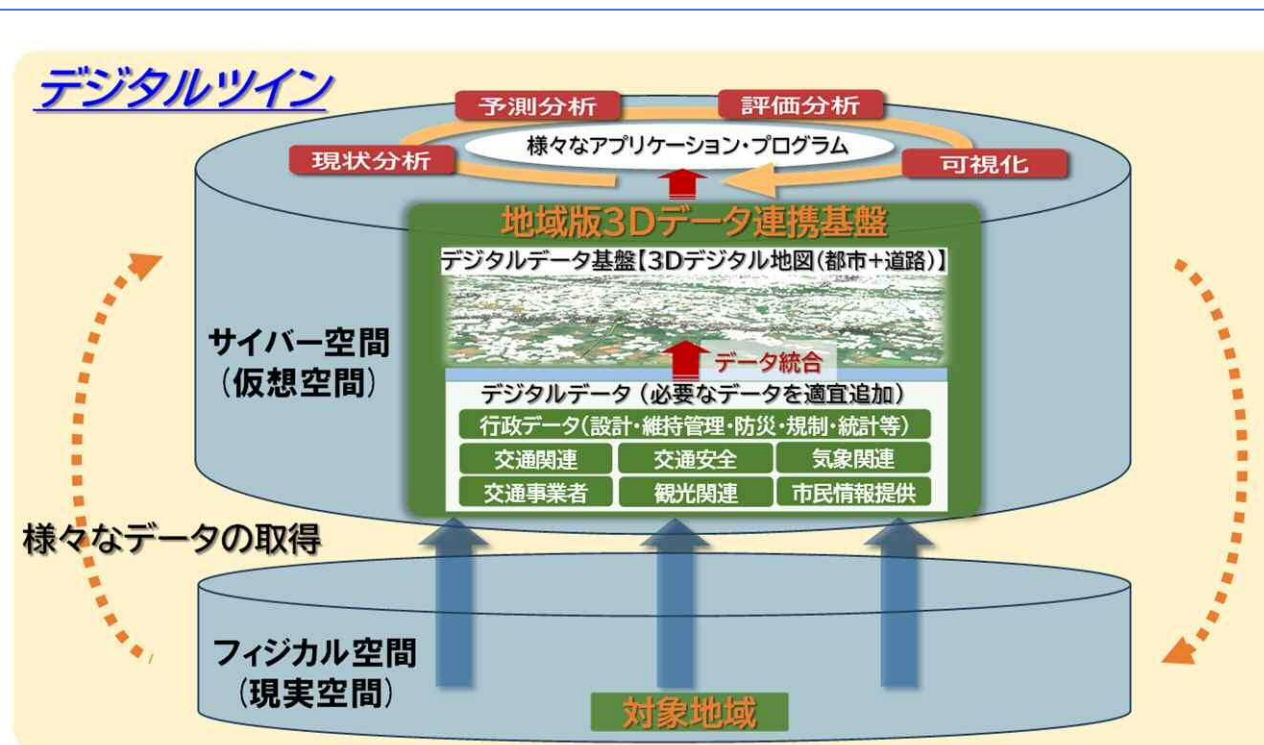 デジタルツイン
予測分析
評価分析
様々なアプリケーション・プログラム
現状分析
可視化
地域版3Dデータ連携基盤
デジタルデータ基盤【3Dデジタル地図(都市+道路)】
サイバー空間
(仮想空間)
データ統合
デジタルデータ(必要なデータを適宜追加)
行政データ(設計・維持管理・防災・規制・統計等)
交通関連
交通安全
気象関連
交通事業者
観光関連
市民情報提供
様々なデータの取得
フィジカル空間
(現実空間)
対象地域